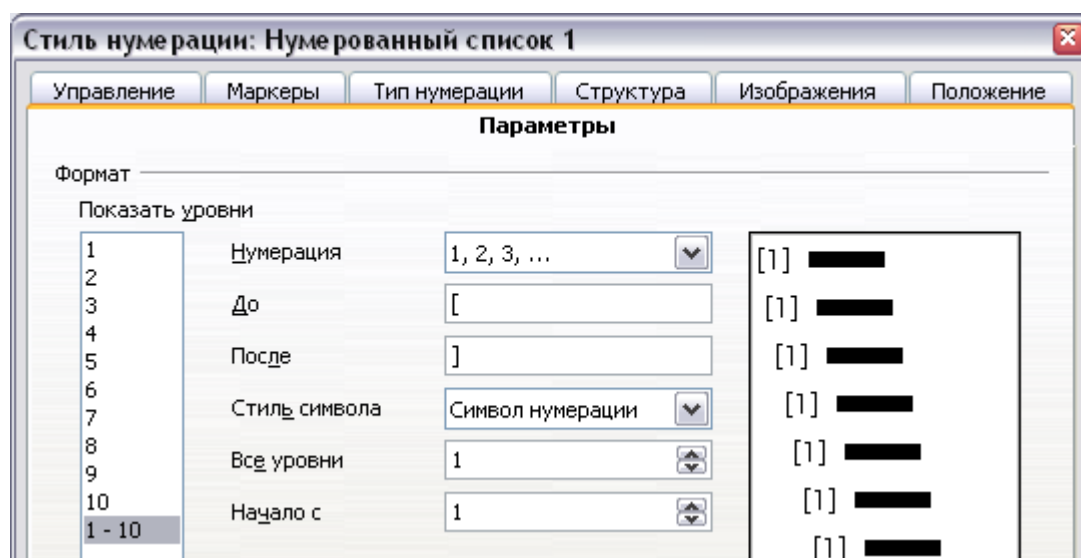 Стиль нумерации: Нумерованный список 1
Управление Маркеры Тип нумерации Структура Изображения Положение
Параметры
Формат
Показать уровни
1
2
3
4
5
6
7
8
9
10
1 - 10
Нумерация 1, 2, 3, ...
До [
После ]
Стиль символа Символ нумерации
Все уровни 1
Начало с 1
[1]
[1]
[1]
[1]
[1]
[1]
[1]